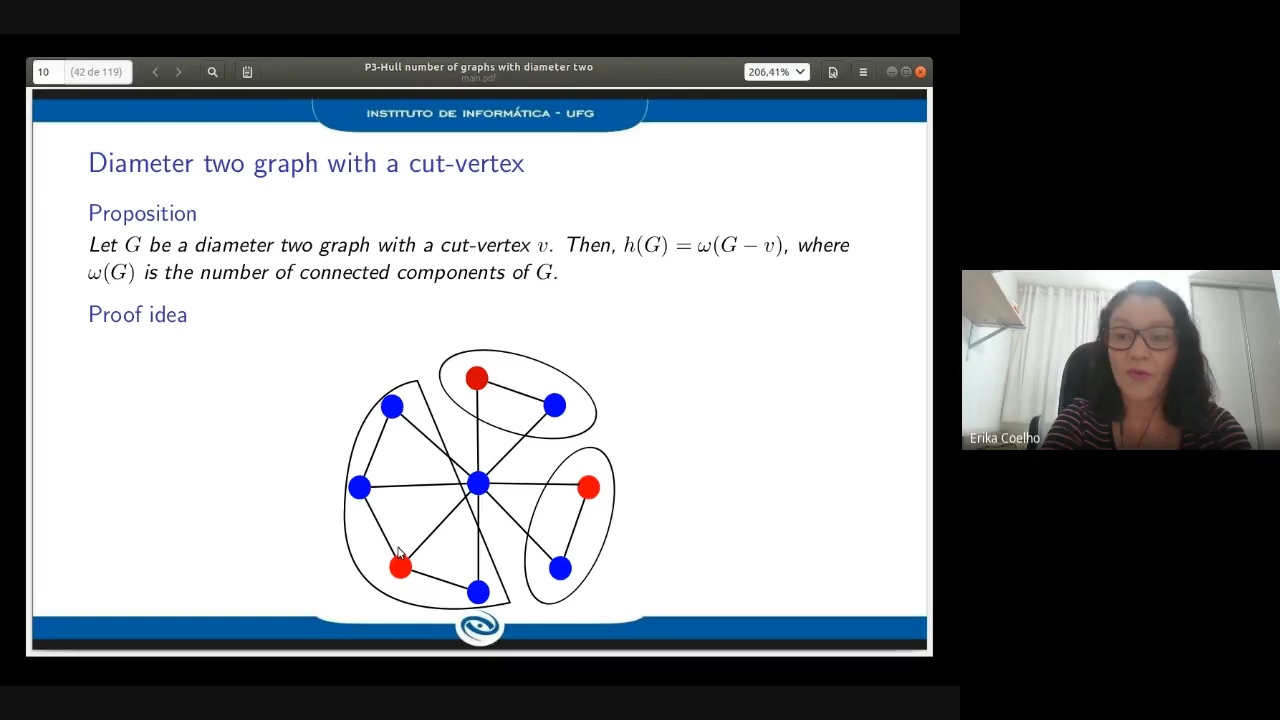 10 (42 de 119)
P3-Hull number of graphs with diameter two
main.pdf
206,41%
INSTITUTO DE INFORMÁTICA - UFG
Diameter two graph with a cut-vertex
Proposition
Let G be a diameter two graph with a cut-vertex v. Then, h(G) = ω(G − v), where
ω(G) is the number of connected components of G.
Proof idea
Erika Coelho